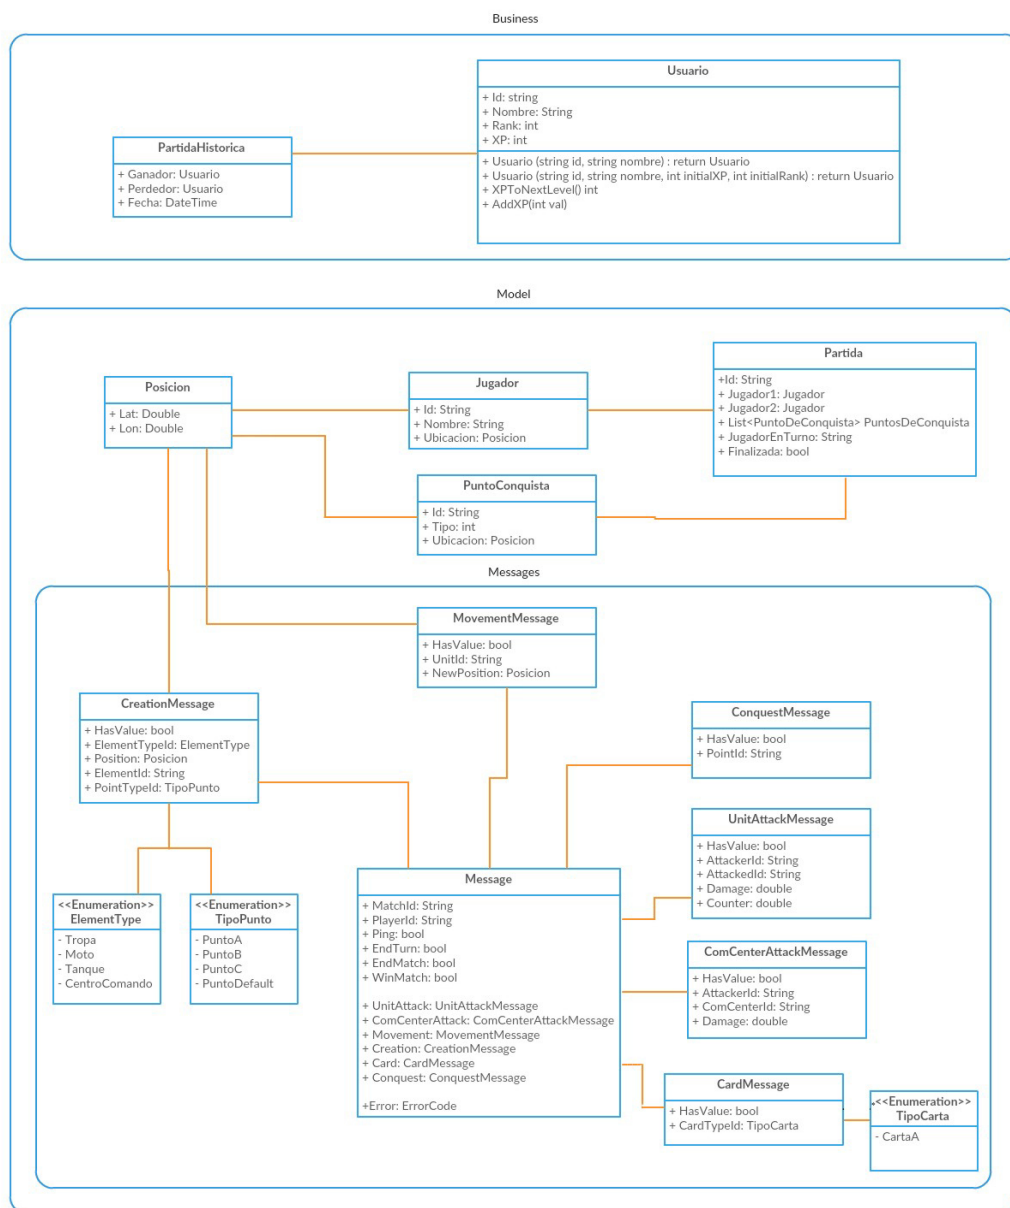 Business
Usuario
+ Id: string
+ Nombre: String
+ Rank: int
+ XP: int
+ Usuario (string id, string nombre) : return Usuario
+ Usuario (string id, string nombre, int initialXP, int initialRank) : return Usuario
+ XPToNextLevel() int
+ AddXP(int val)
PartidaHistorica
+ Ganador: Usuario
+ Perdedor: Usuario
+ Fecha: DateTime
Model
Posicion
+ Lat: Double
+ Lon: Double
Jugador
+ Id: String
+ Nombre: String
+ Ubicacion: Posicion
Partida
+Id: String
+ Jugador1: Jugador
+ Jugador2: Jugador
+ List<PuntoDeConquista> PuntosDeConquista
+ JugadorEnTurno: String
+ Finalizada: bool
PuntoConquista
+ Id: String
+ Tipo: int
+ Ubicacion: Posicion
Messages
MovementMessage
+ HasValue: bool
+ UnitId: String
+ NewPosition: Posicion
CreationMessage
+ HasValue: bool
+ ElementTypeId: ElementType
+ Position: Posicion
+ ElementId: String
+ PointTypeId: TipoPunto
ConquestMessage
+ HasValue: bool
+ PointId: String
UnitAttackMessage
+ HasValue: bool
+ AttackerId: String
+ AttackedId: String
+ Damage: double
+ Counter: double
<<Enumeration>>
ElementType
- Tropa
- Moto
- Tanque
- CentroComando
<<Enumeration>>
TipoPunto
- PuntoA
- PuntoB
- PuntoC
- PuntoDefault
Message
+ MatchId: String
+ PlayerId: String
+ Ping: bool
+ EndTurn: bool
+ EndMatch: bool
+ WinMatch: bool
+ UnitAttack: UnitAttackMessage
+ ComCenterAttack: ComCenterAttackMessage
+ Movement: MovementMessage
+ Creation: CreationMessage
+ Card: CardMessage
+ Conquest: ConquestMessage
+Error: ErrorCode
ComCenterAttackMessage
+ HasValue: bool
+ AttackerId: String
+ ComCenterId: String
+ Damage: double
CardMessage
+ HasValue: bool
+ CardTypeId: TipoCarta
<<Enumeration>>
TipoCarta
- CartaA